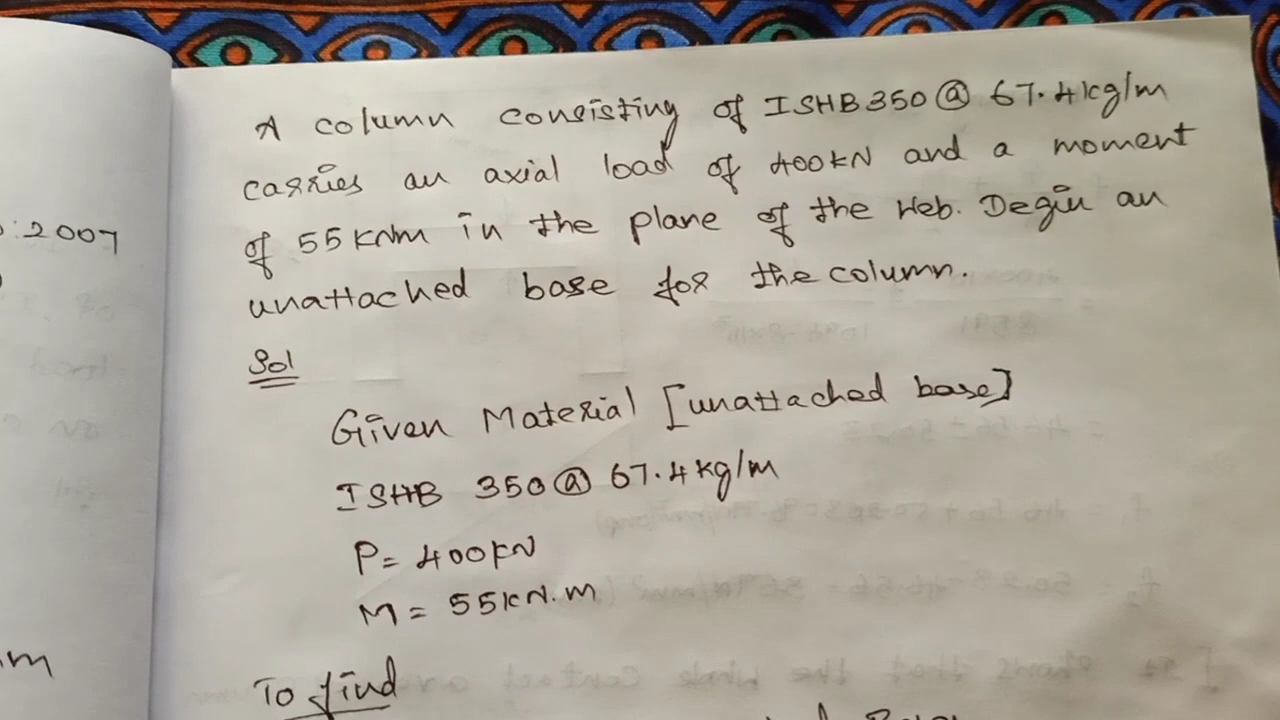 A column consisting of ISHB350@ 67.4kg/m
carries an axial load of 400kN and a moment
of 55kNm in the plane of the Web. Degin an
unattached base for the column.
Sol
Given Material [unattached base]
ISHB 350@ 67.4kg/m
P= 400kN
M = 55kN.m
To find
: 2007
m